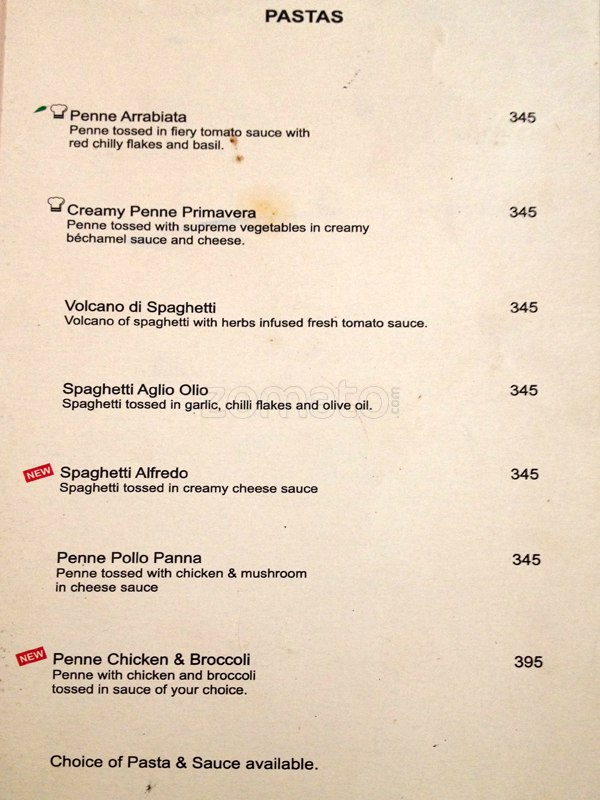 PASTAS
Penne Arrabiata 345
Penne tossed in fiery tomato sauce with
red chilly flakes and basil.
Creamy Penne Primavera 345
Penne tossed with supreme vegetables in creamy
béchamel sauce and cheese.
Volcano di Spaghetti 345
Volcano of spaghetti with herbs infused fresh tomato sauce.
Spaghetti Aglio Olio 345
zomato.com
Spaghetti tossed in garlic, chilli flakes and olive oil.
NEW Spaghetti Alfredo 345
Spaghetti tossed in creamy cheese sauce
Penne Pollo Panna 345
Penne tossed with chicken & mushroom
in cheese sauce
NEW Penne Chicken & Broccoli 395
Penne with chicken and broccoli
tossed in sauce of your choice.
Choice of Pasta & Sauce available.